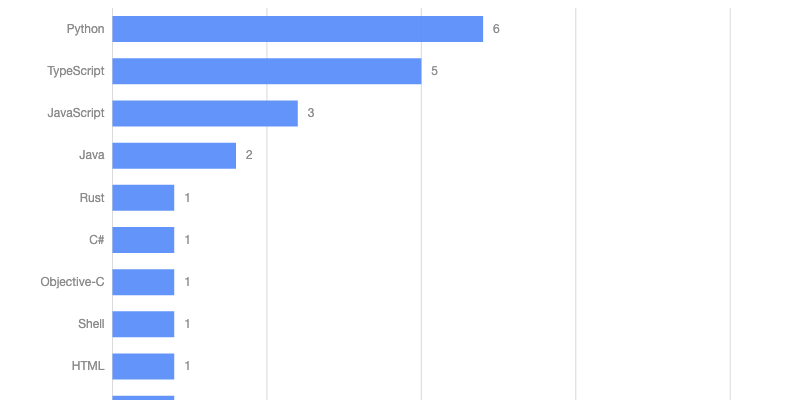 Python 6
TypeScript 5
JavaScript 3
Java 2
Rust 1
C# 1
Objective-C 1
Shell 1
HTML 1